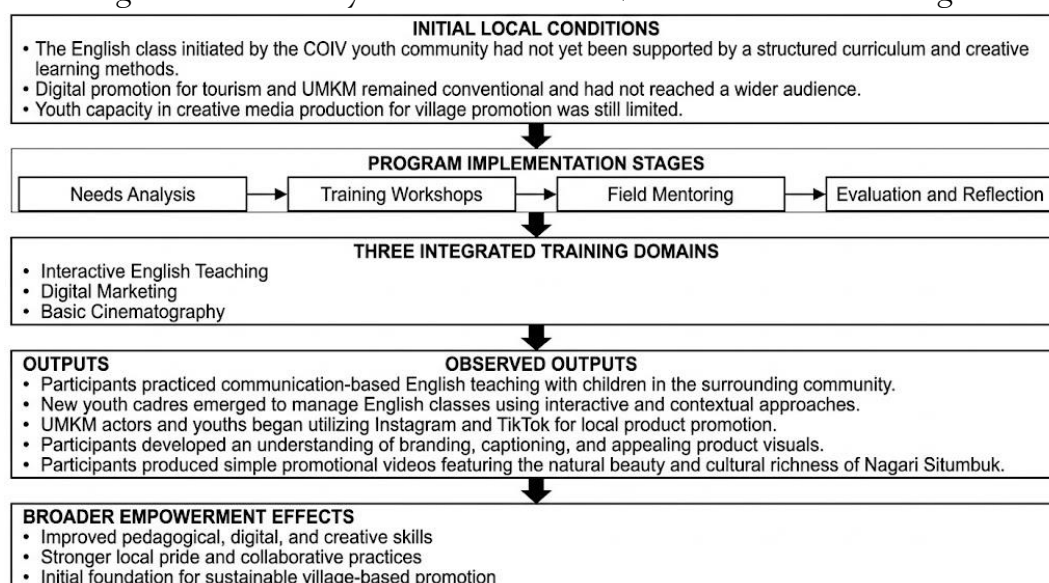 INITIAL LOCAL CONDITIONS
• The English class initiated by the COIV youth community had not yet been supported by a structured curriculum and creative
learning methods.
• Digital promotion for tourism and UMKM remained conventional and had not reached a wider audience.
• Youth capacity in creative media production for village promotion was still limited.
PROGRAM IMPLEMENTATION STAGES
Needs Analysis
Training Workshops
Field Mentoring
Evaluation and Reflection
THREE INTEGRATED TRAINING DOMAINS
• Interactive English Teaching
• Digital Marketing
• Basic Cinematography
OUTPUTS OBSERVED OUTPUTS
• Participants practiced communication-based English teaching with children in the surrounding community.
• New youth cadres emerged to manage English classes using interactive and contextual approaches.
• UMKM actors and youths began utilizing Instagram and TikTok for local product promotion.
• Participants developed an understanding of branding, captioning, and appealing product visuals.
• Participants produced simple promotional videos featuring the natural beauty and cultural richness of Nagari Situmbuk.
BROADER EMPOWERMENT EFFECTS
• Improved pedagogical, digital, and creative skills
• Stronger local pride and collaborative practices
• Initial foundation for sustainable village-based promotion